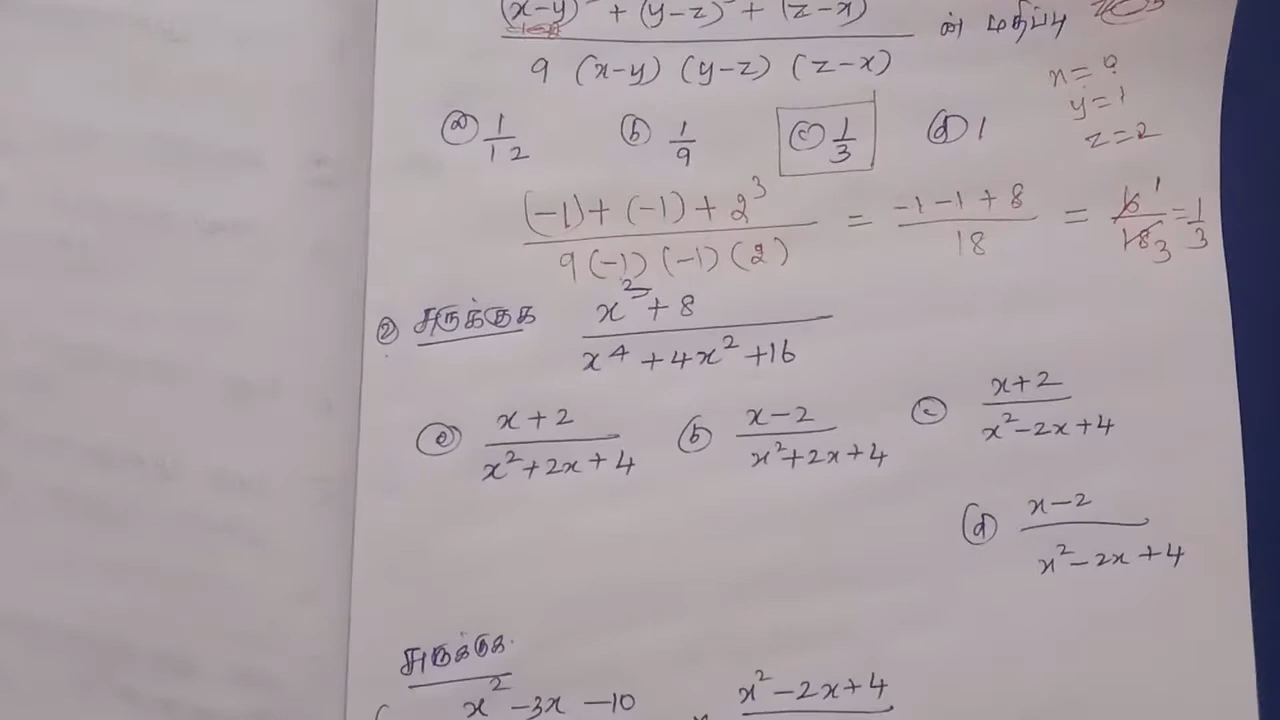 (x-y) + (y-z) + (z-x)
9 (x-y) (y-z) (z-x)
ன் மதிப்பு
x=0
y=1
z=2
ⓐ 1/12 ⓑ 1/9 ⓒ 1/3 ⓓ 1
(-1)+(-1)+2³ / 9(-1)(-1)(2) = -1-1+8 / 18 = 6 1 / 18 3 = 1/3
② சுருக்குக x³+8 / x⁴+4x²+16
ⓐ x+2 / x²+2x+4 ⓑ x-2 / x²+2x+4 ⓒ x+2 / x²-2x+4
ⓓ x-2 / x²-2x+4
சுருக்குக.
x²-3x-10 x x²-2x+4